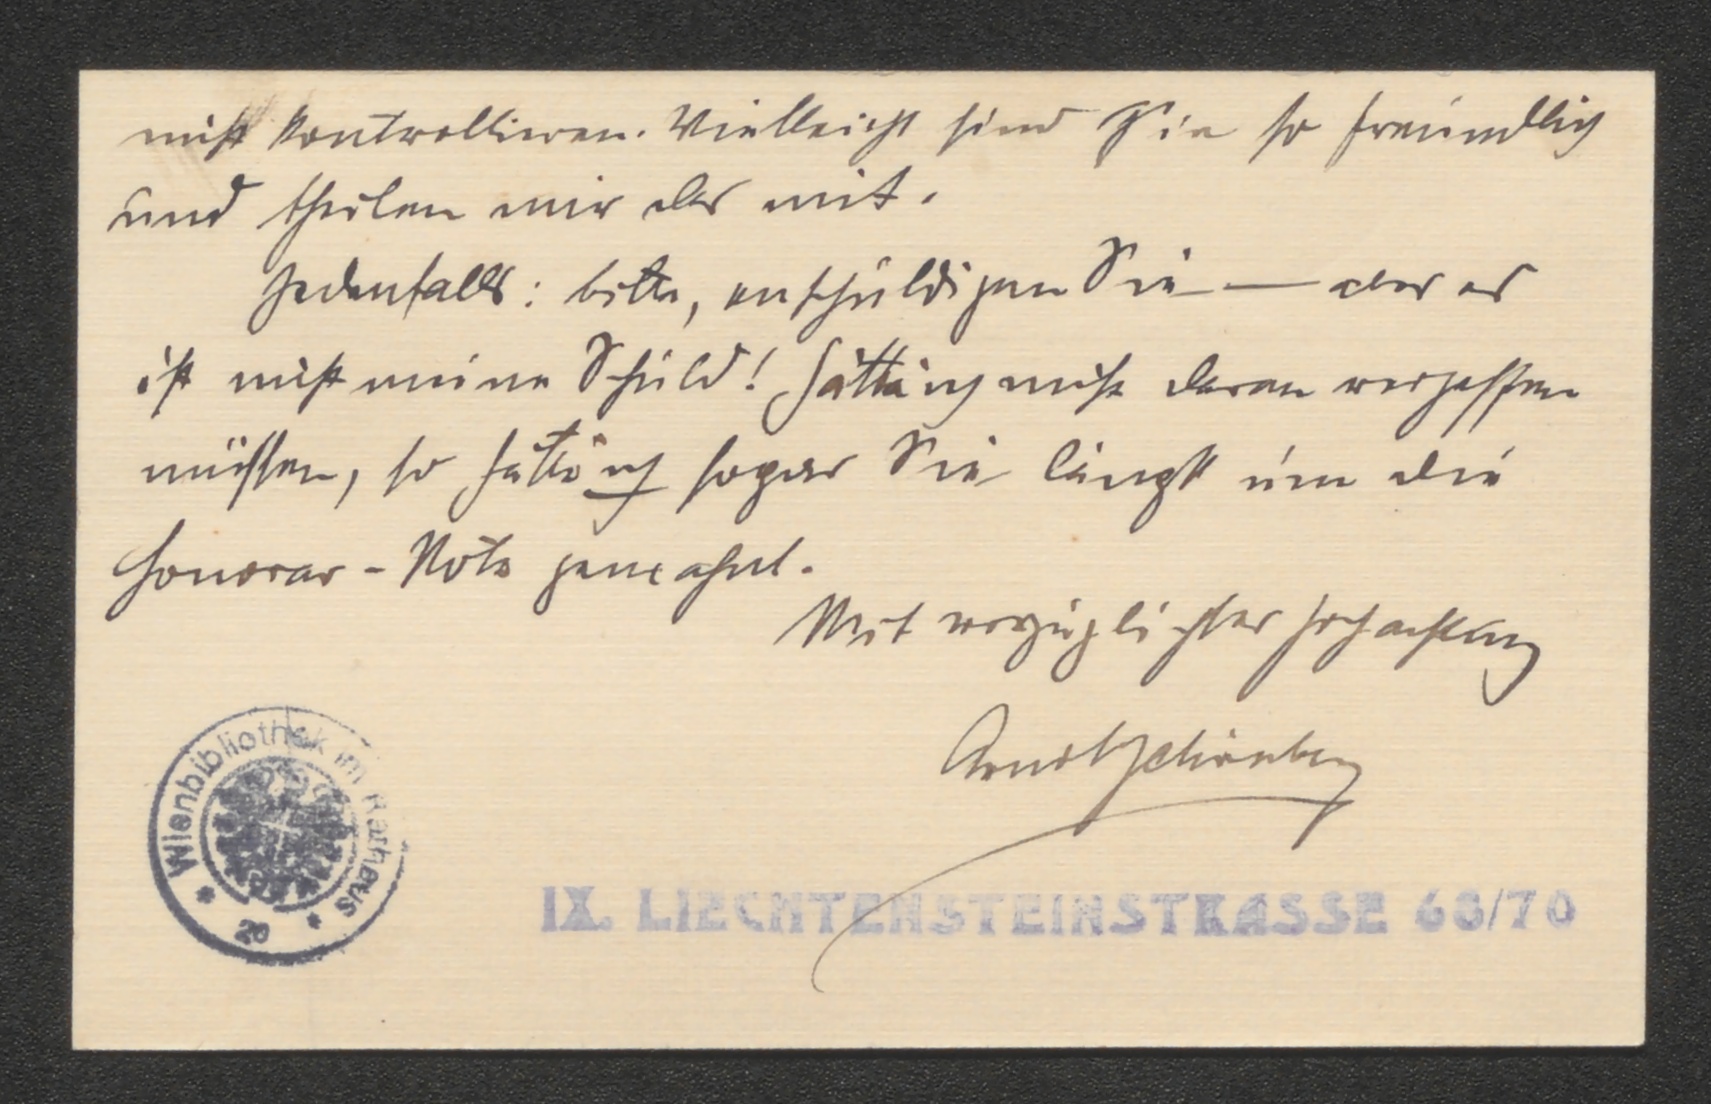 nicht kontrollieren. Vielleicht sind Sie so freundlich
und theilen mir das mit.
Jedenfalls: bitte, entschuldigen Sie — aber es
ist nicht meine Schuld! Hätte ich nicht daran vergessen
müssen, so hätte ich sogar Sie längst um die
Honorar-Note gemahnt.
Mit vorzüglichster Hochachtung
Arnold Schönberg
Wienbibliothek im Rathaus
* 20 *
IX. LIECHTENSTEINSTRASSE 68/70